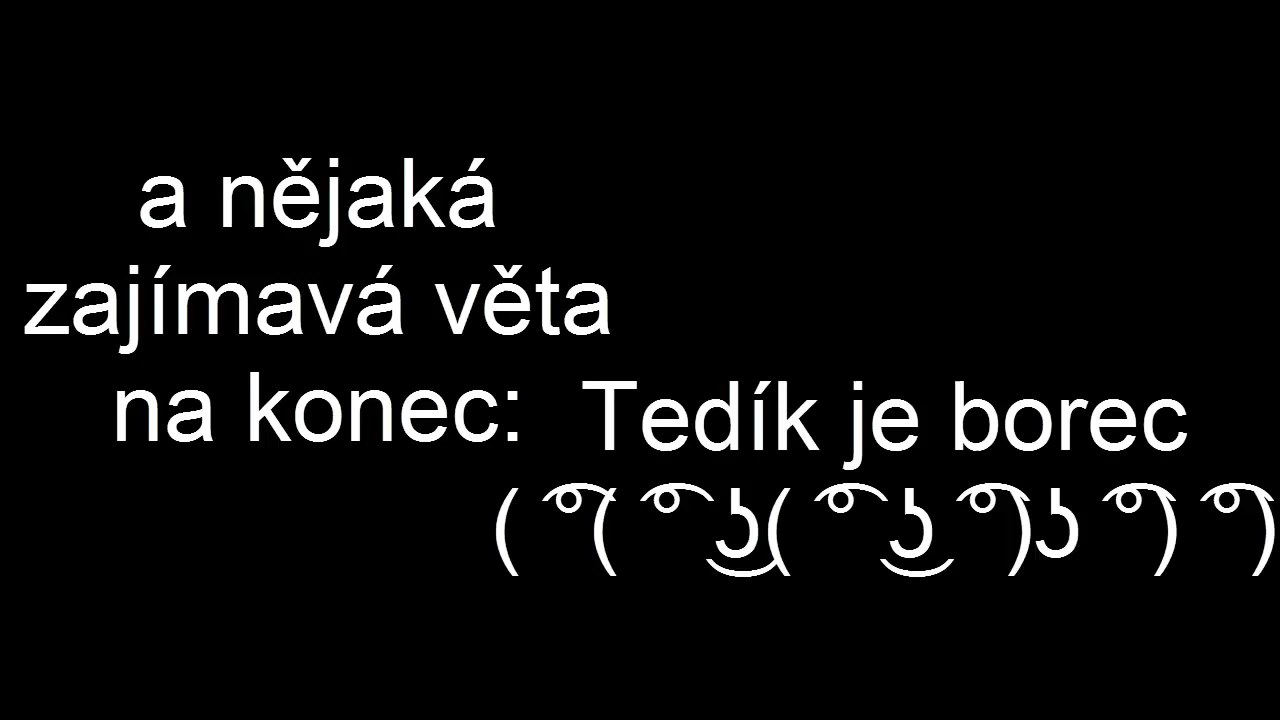 a nějaká
zajímavá věta
na konec:
Tedík je borec
( ͡° ( ͡° ͜ʖ ( ͡° ͜ʖ ͡°) ʖ ͡°) ͡°)